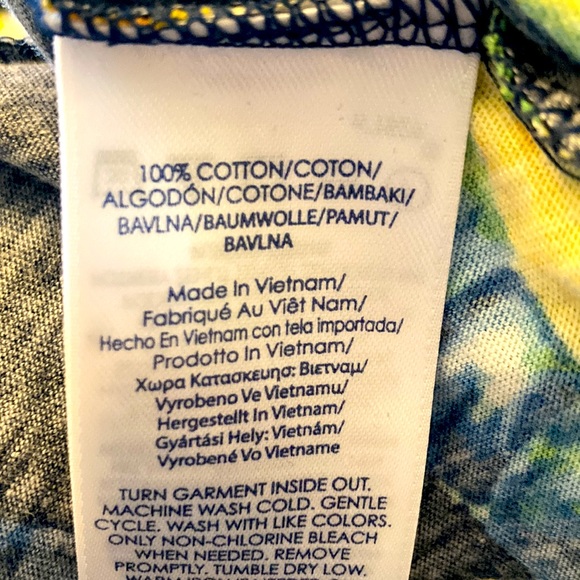 100% COTTON/COTON/
ALGODÓN/COTONE/BAMBAKI/
BAVLNA/BAUMWOLLE/PAMUT/
BAVLNA
Made In Vietnam/
Fabriqué Au Viêt Nam/
Hecho En Vietnam con tela importada/
Prodotto In Vietnam/
Χωρα Κατασκευησ: Βιετναμ/
Vyrobeno Ve Vietnamu/
Hergestellt In Vietnam/
Gyártási Hely: Vietnám/
Vyrobené Vo Vietname
TURN GARMENT INSIDE OUT.
MACHINE WASH COLD. GENTLE
CYCLE. WASH WITH LIKE COLORS.
ONLY NON-CHLORINE BLEACH
WHEN NEEDED. REMOVE
PROMPTLY. TUMBLE DRY LOW.